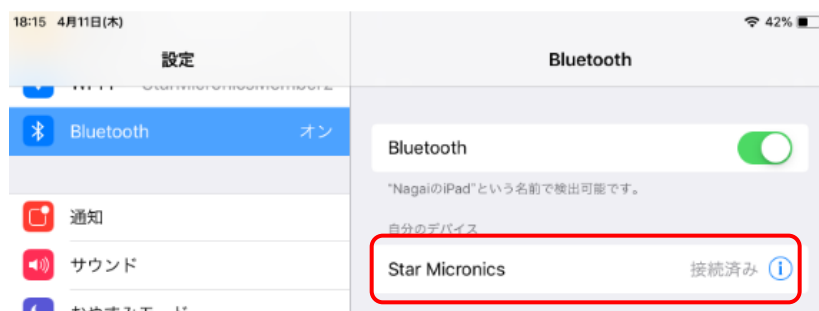 18:15 4月11日(木)
42%
設定
Bluetooth
Bluetooth
オン
Bluetooth
"NagaiのiPad"という名前で検出可能です。
自分のデバイス
通知
Star Micronics
接続済み
サウンド